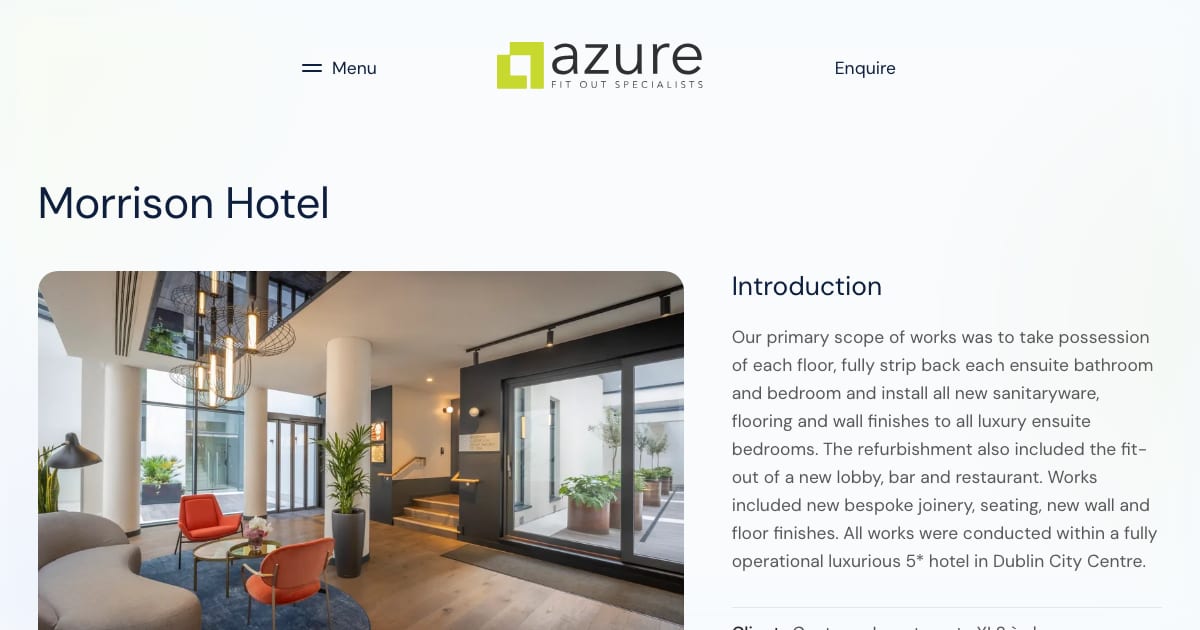 Menu
azure
FIT OUT SPECIALISTS
Enquire
Morrison Hotel
Introduction
Our primary scope of works was to take possession
of each floor, fully strip back each ensuite bathroom
and bedroom and install all new sanitaryware,
flooring and wall finishes to all luxury ensuite
bedrooms. The refurbishment also included the fit-
out of a new lobby, bar and restaurant. Works
included new bespoke joinery, seating, new wall and
floor finishes. All works were conducted within a fully
operational luxurious 5* hotel in Dublin City Centre.